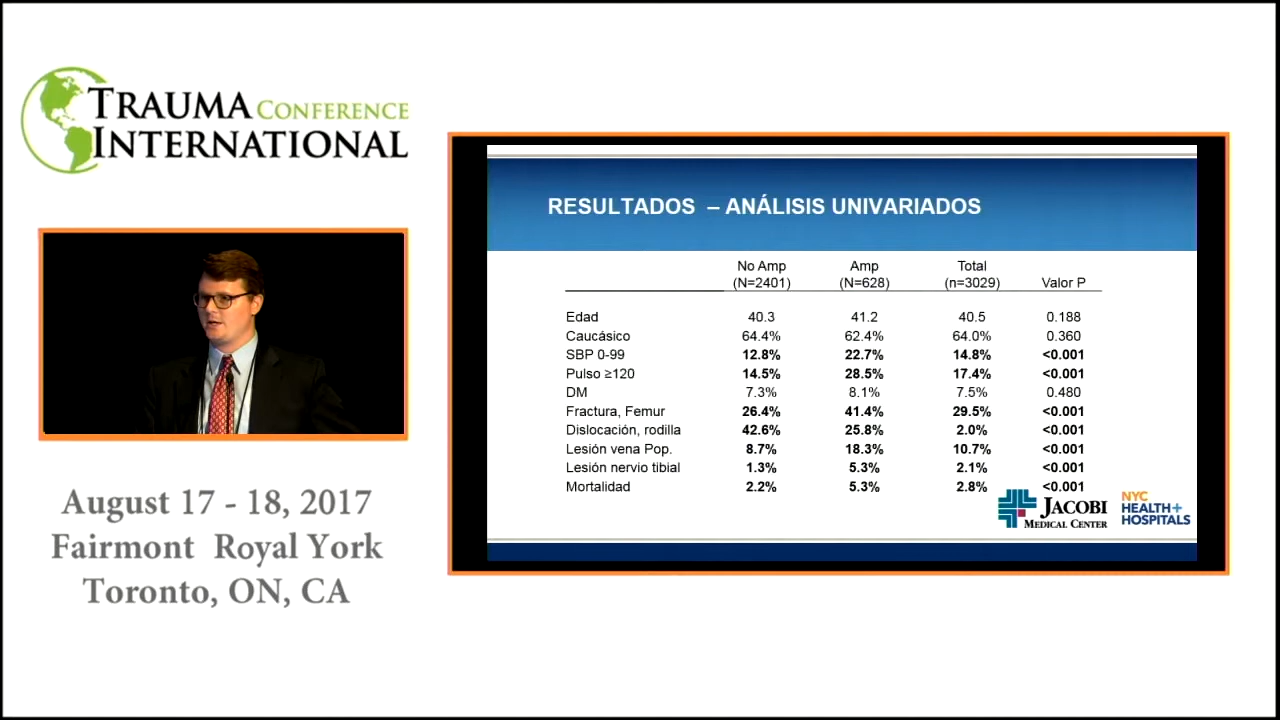 TRAUMA CONFERENCE
INTERNATIONAL
August 17 - 18, 2017
Fairmont Royal York
Toronto, ON, CA
RESULTADOS – ANÁLISIS UNIVARIADOS
No Amp Amp Total
(N=2401) (N=628) (n=3029) Valor P
Edad 40.3 41.2 40.5 0.188
Caucásico 64.4% 62.4% 64.0% 0.360
SBP 0-99 12.8% 22.7% 14.8% <0.001
Pulso ≥120 14.5% 28.5% 17.4% <0.001
DM 7.3% 8.1% 7.5% 0.480
Fractura, Femur 26.4% 41.4% 29.5% <0.001
Dislocación, rodilla 42.6% 25.8% 2.0% <0.001
Lesión vena Pop. 8.7% 18.3% 10.7% <0.001
Lesión nervio tibial 1.3% 5.3% 2.1% <0.001
Mortalidad 2.2% 5.3% 2.8% <0.001
JACOBI
MEDICAL CENTER
NYC
HEALTH+
HOSPITALS